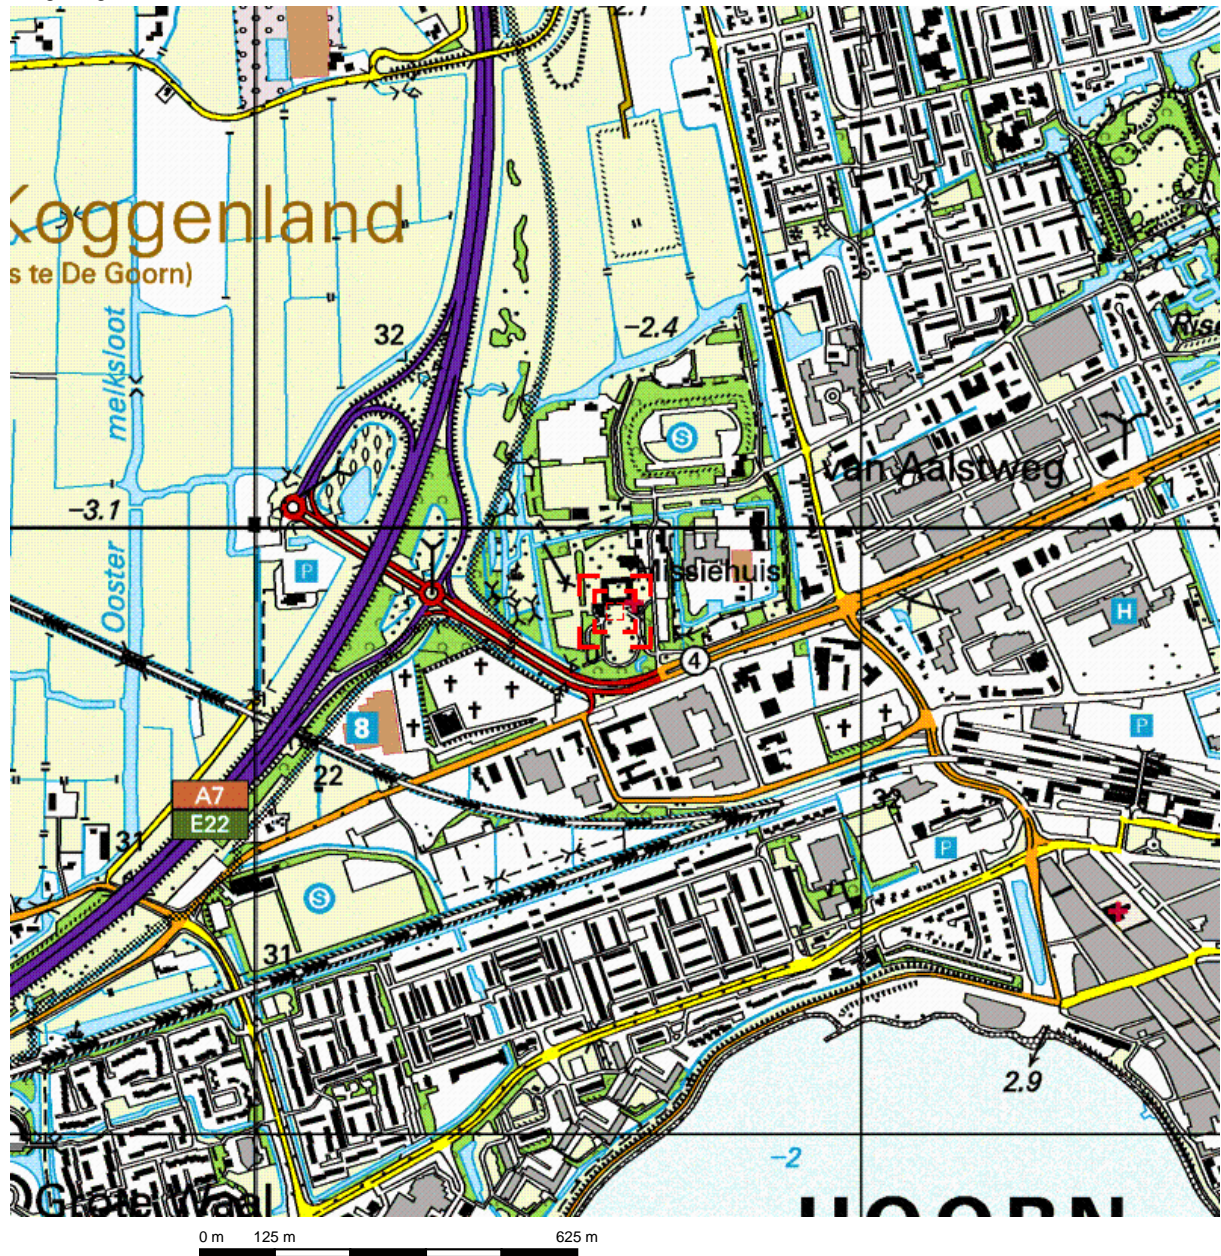 Koggenland
s te De Goorn)
32
-2.4
melksloot
van Aalstweg
-3.1
Ooster
P
S
Missiehuis
H
4
8
P
22
A7
E22
31
P
S
31
2.9
-2
Grote Waal
HOORN
0 m 125 m 625 m